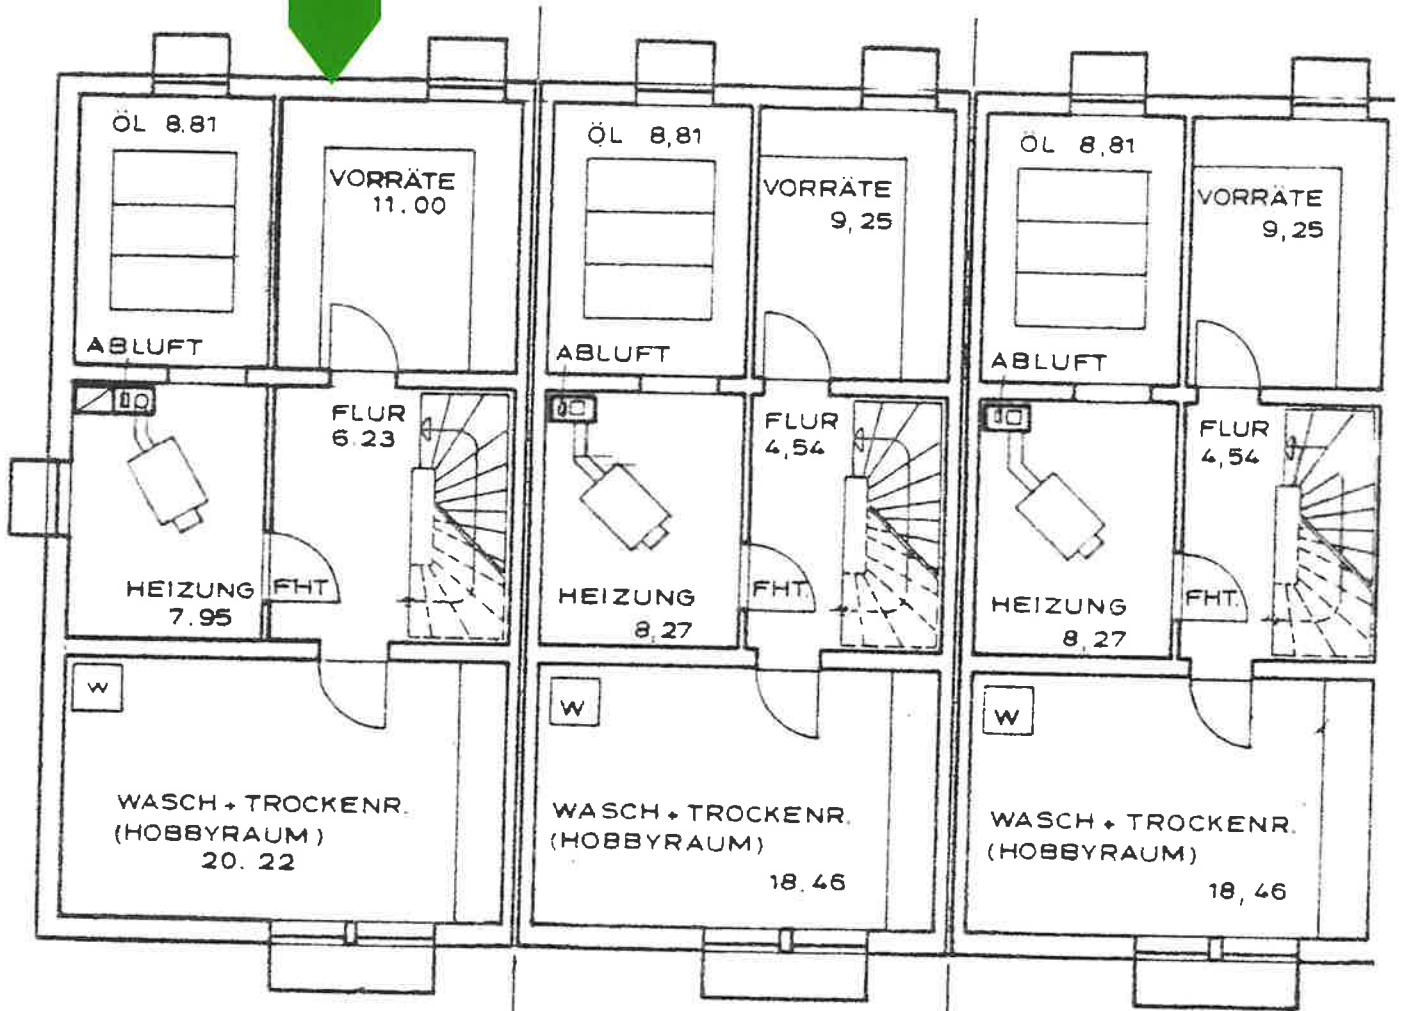 ÖL 8.81
VORRÄTE
11.00
ABLUFT
FLUR
6.23
HEIZUNG
7.95
FHT
W
WASCH + TROCKENR.
(HOBBYRAUM)
20.22
ÖL 8,81
VORRÄTE
9,25
ABLUFT
FLUR
4,54
HEIZUNG
8,27
FHT.
W
WASCH + TROCKENR.
(HOBBYRAUM)
18,46
ÖL 8,81
VORRÄTE
9,25
ABLUFT
FLUR
4,54
HEIZUNG
8,27
FHT.
W
WASCH + TROCKENR.
(HOBBYRAUM)
18,46